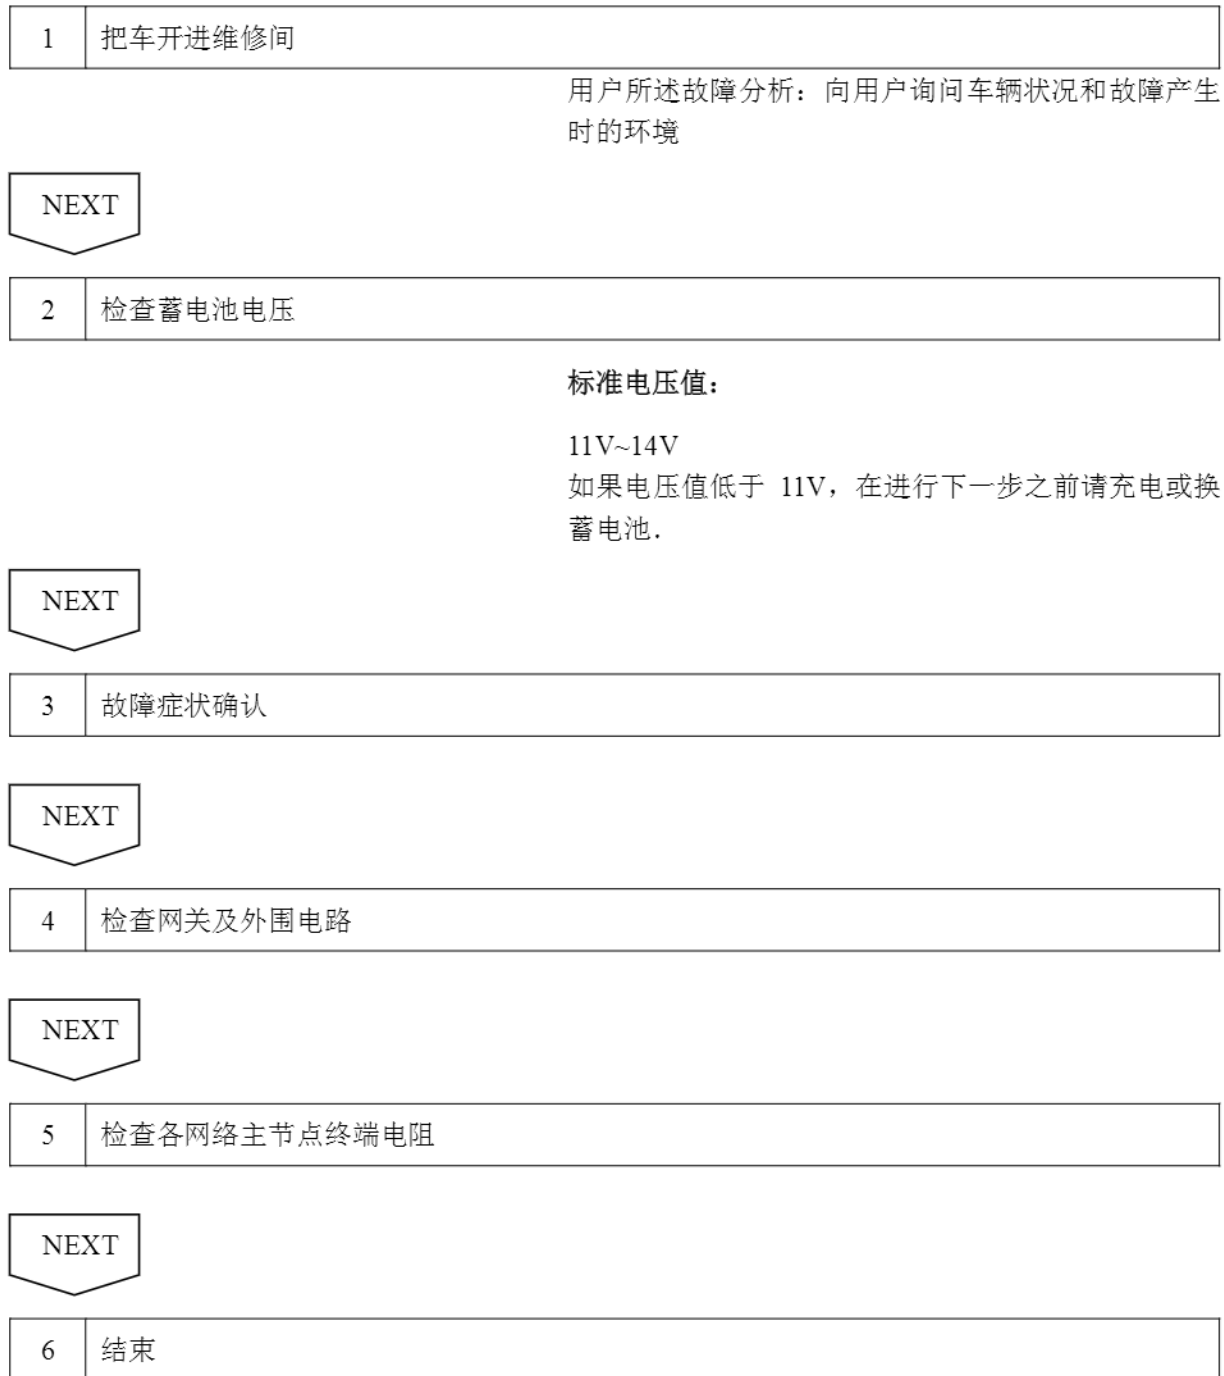 1 把车开进维修间
用户所述故障分析：向用户询问车辆状况和故障产生
时的环境
NEXT
2 检查蓄电池电压
标准电压值：
11V~14V
如果电压值低于 11V，在进行下一步之前请充电或换
蓄电池．
NEXT
3 故障症状确认
NEXT
4 检查网关及外围电路
NEXT
5 检查各网络主节点终端电阻
NEXT
6 结束